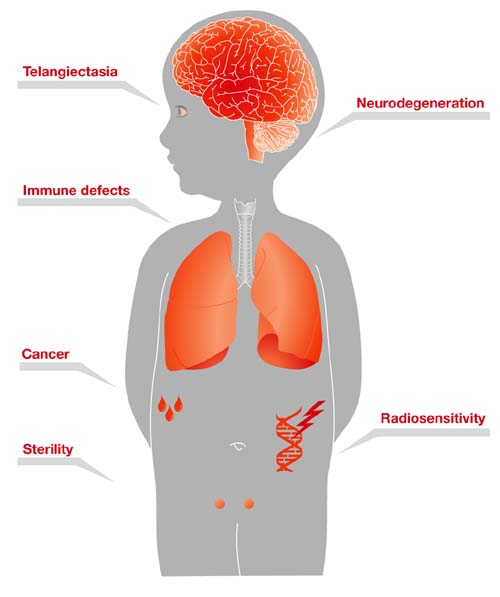 Telangiectasia
Neurodegeneration
Immune defects
Cancer
Radiosensitivity
Sterility